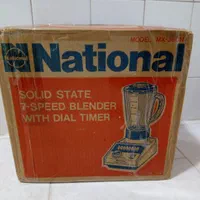 National
SOLID STATE
7-SPEED BLENDER
WITH DIAL TIMER